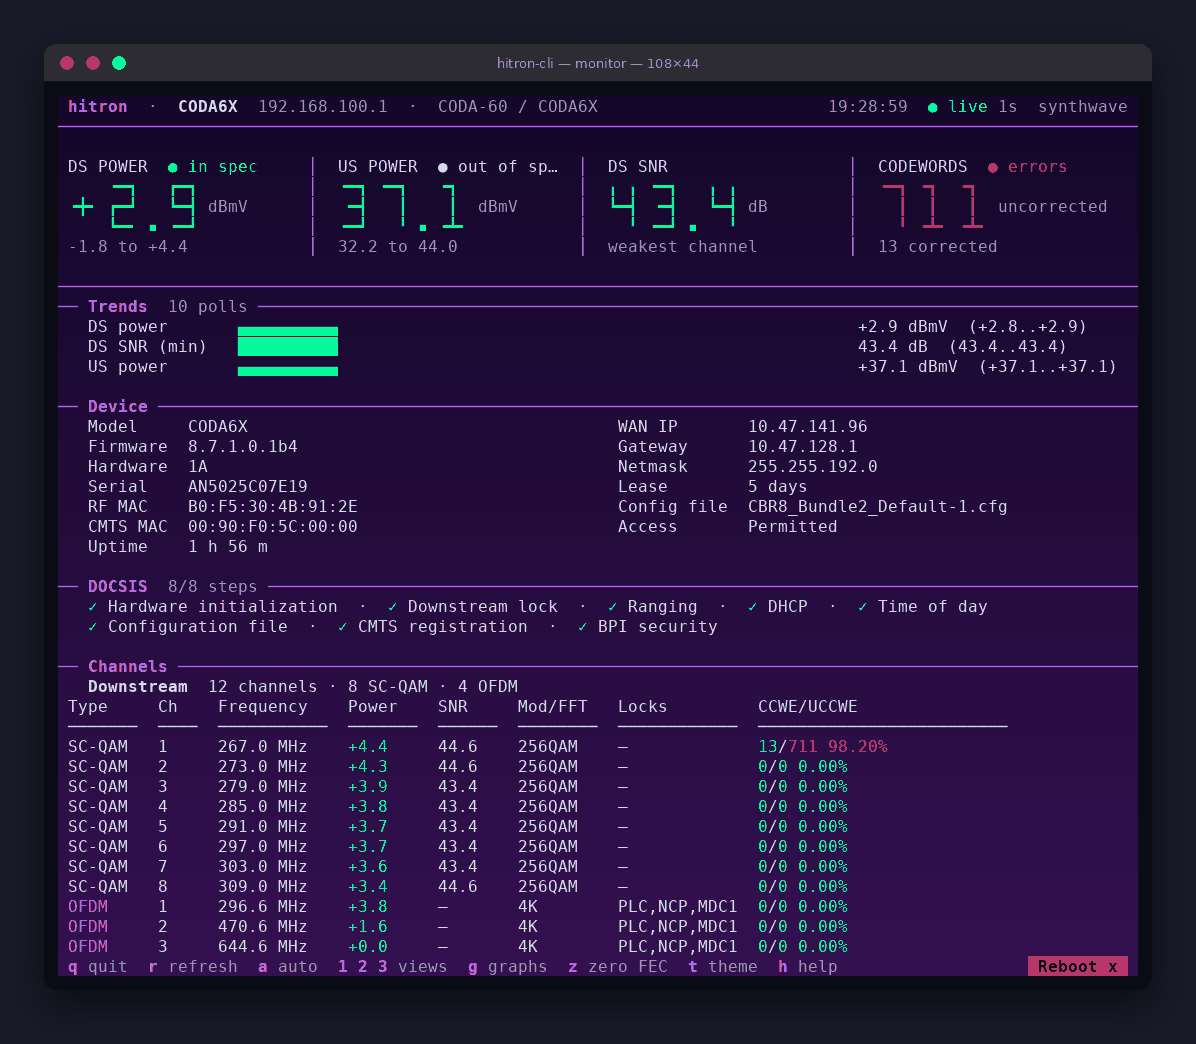 hitron-cli — monitor — 108×44
hitron · CODA6X 192.168.100.1 · CODA-60 / CODA6X 19:28:59 ● live 1s synthwave
DS POWER ● in spec │ US POWER ● out of sp… │ DS SNR │ CODEWORDS ● errors
+2.9 dBmV │ 37.1 dBmV │ 43.4 dB │ 711 uncorrected
-1.8 to +4.4 │ 32.2 to 44.0 │ weakest channel │ 13 corrected
Trends 10 polls
DS power +2.9 dBmV (+2.8..+2.9)
DS SNR (min) 43.4 dB (43.4..43.4)
US power +37.1 dBmV (+37.1..+37.1)
Device
Model CODA6X WAN IP 10.47.141.96
Firmware 8.7.1.0.1b4 Gateway 10.47.128.1
Hardware 1A Netmask 255.255.192.0
Serial AN5025C07E19 Lease 5 days
RF MAC B0:F5:30:4B:91:2E Config file CBR8_Bundle2_Default-1.cfg
CMTS MAC 00:90:F0:5C:00:00 Access Permitted
Uptime 1 h 56 m
DOCSIS 8/8 steps
✓ Hardware initialization · ✓ Downstream lock · ✓ Ranging · ✓ DHCP · ✓ Time of day
✓ Configuration file · ✓ CMTS registration · ✓ BPI security
Channels
Downstream 12 channels · 8 SC-QAM · 4 OFDM
Type Ch Frequency Power SNR Mod/FFT Locks CCWE/UCCWE
SC-QAM 1 267.0 MHz +4.4 44.6 256QAM — 13/711 98.20%
SC-QAM 2 273.0 MHz +4.3 44.6 256QAM — 0/0 0.00%
SC-QAM 3 279.0 MHz +3.9 43.4 256QAM — 0/0 0.00%
SC-QAM 4 285.0 MHz +3.8 43.4 256QAM — 0/0 0.00%
SC-QAM 5 291.0 MHz +3.7 43.4 256QAM — 0/0 0.00%
SC-QAM 6 297.0 MHz +3.7 43.4 256QAM — 0/0 0.00%
SC-QAM 7 303.0 MHz +3.6 43.4 256QAM — 0/0 0.00%
SC-QAM 8 309.0 MHz +3.4 44.6 256QAM — 0/0 0.00%
OFDM 1 296.6 MHz +3.8 — 4K PLC,NCP,MDC1 0/0 0.00%
OFDM 2 470.6 MHz +1.6 — 4K PLC,NCP,MDC1 0/0 0.00%
OFDM 3 644.6 MHz +0.0 — 4K PLC,NCP,MDC1 0/0 0.00%
q quit r refresh a auto 1 2 3 views g graphs z zero FEC t theme h help Reboot x